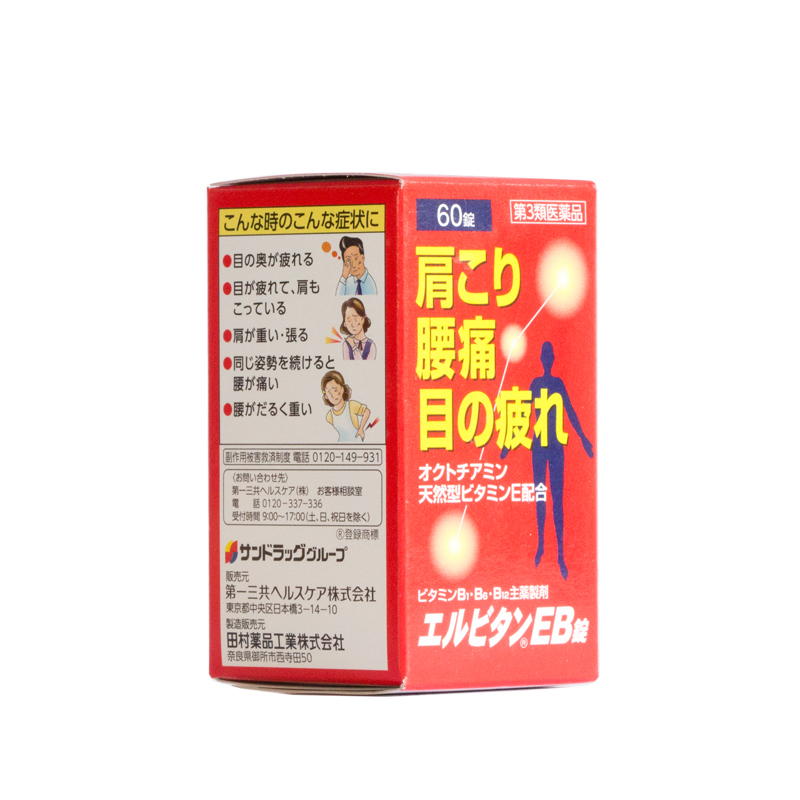 こんな時のこんな症状に
●目の奥が疲れる
●目が疲れて、肩も
こっている
●肩が重い・張る
●同じ姿勢を続けると
腰が痛い
●腰がだるく重い
副作用被害救済制度 電話 0120-149-931
〈お問い合わせ先〉
第一三共ヘルスケア(株) お客様相談室
電 話 0120-337-336
受付時間 9:00〜17:00(土、日、祝日を除く)
®登録商標
サンドラッググループ
販売元
第一三共ヘルスケア株式会社
東京都中央区日本橋3-14-10
製造販売元
田村薬品工業株式会社
奈良県御所市西寺田50
60錠
第3類医薬品
肩こり
腰痛
目の疲れ
オクトチアミン
天然型ビタミンE配合
ビタミンB1・B6・B12主薬製剤
エルビタン®EB錠